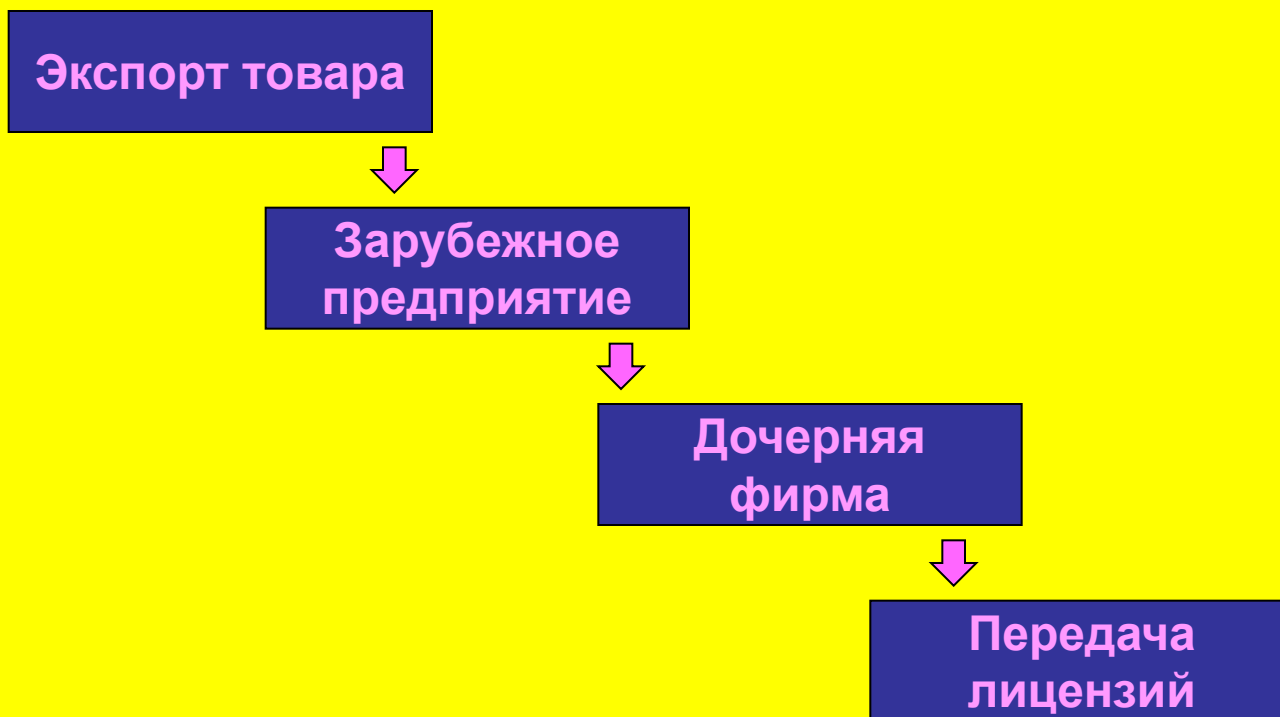 Экспорт товара
Зарубежное
предприятие
Дочерняя
фирма
Передача
лицензий